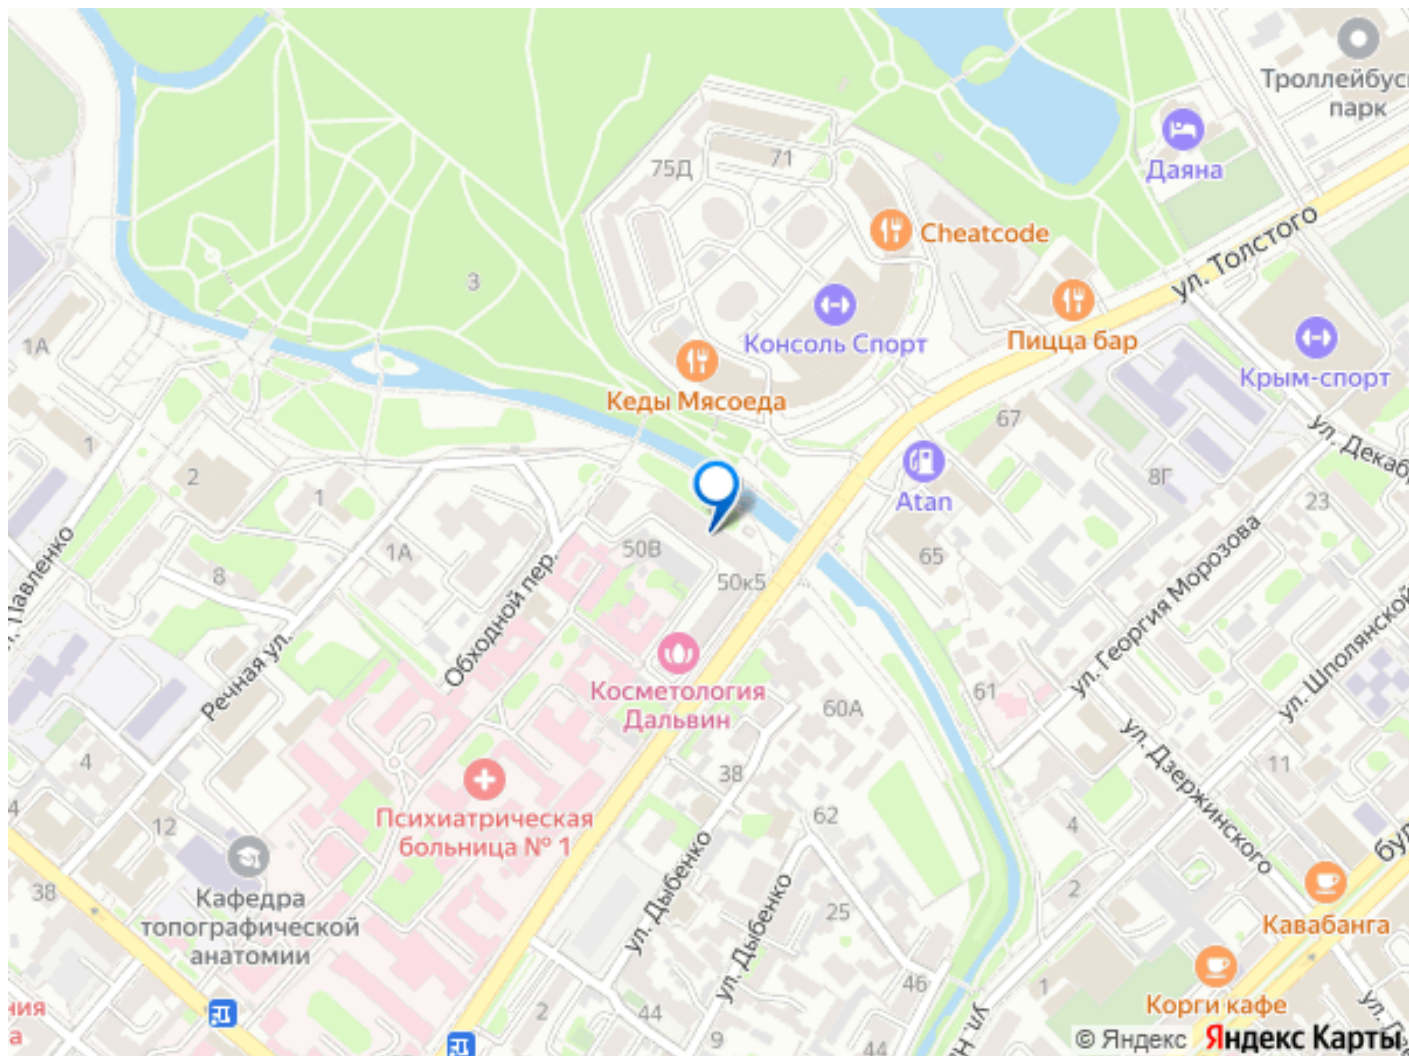 Троллейбус
парк
Даяна
75Д
71
ул. Толстого
Cheatcode
3
Консоль Спорт
Пицца бар
1А
Крым-спорт
Кеды Мясоеда
67
ул. Декаб
1
2
1
Atan
8Г
23
ул. Павленко
1А
50В
65
8
50к5
Обходной пер.
ул. Георгия Морозова
ул. Шполянской
Речная ул.
Косметология
Дальвин
61
60А
4
38
ул. Дзержинского
11
Психиатрическая
больница № 1
4
12
62
4
бул
38
Кафедра
топографической
анатомии
ул. Дыбенко
ул. Дыбенко
25
2
Кавабанга
46
1
Корги кафе
ния
а
2
44
9
44
© Яндекс Яндекс Карты